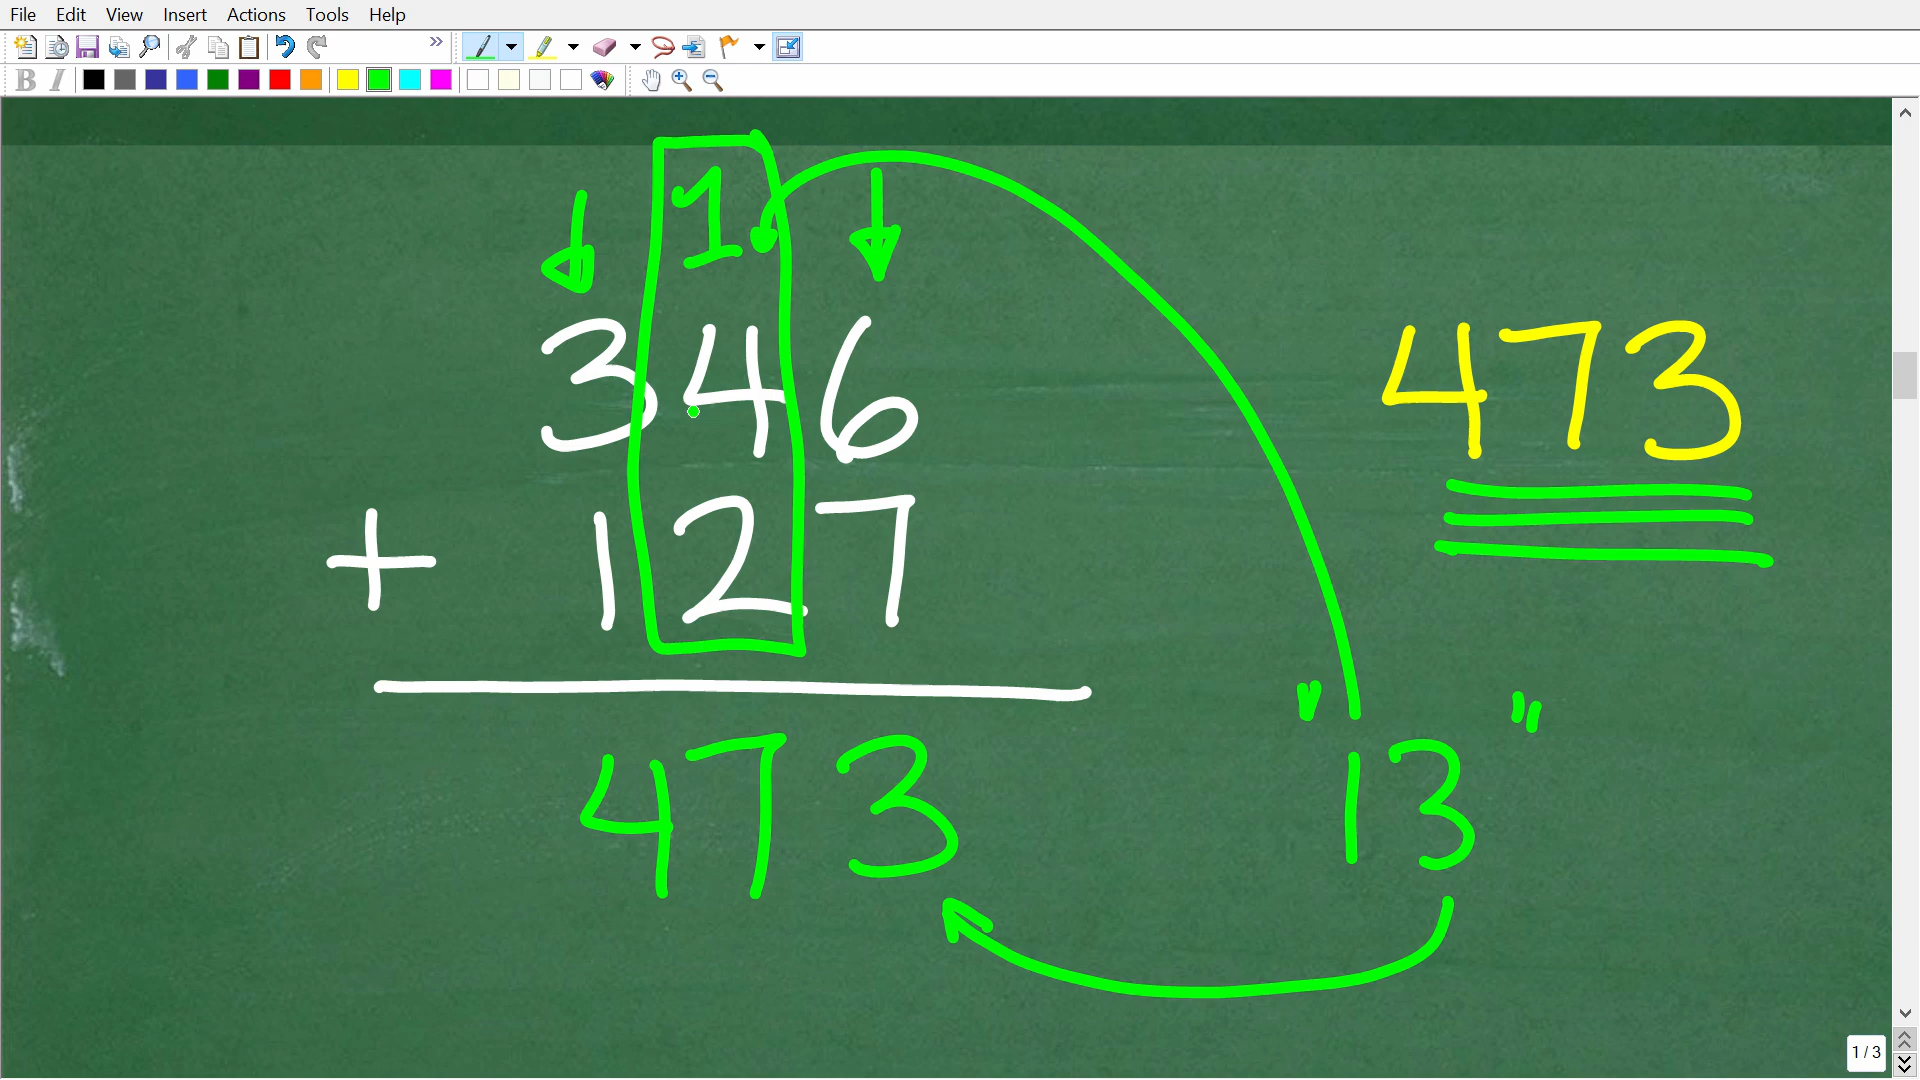 File Edit View Insert Actions Tools Help
B I
1
346
473
+ 127
" 13 "
473
1 / 3